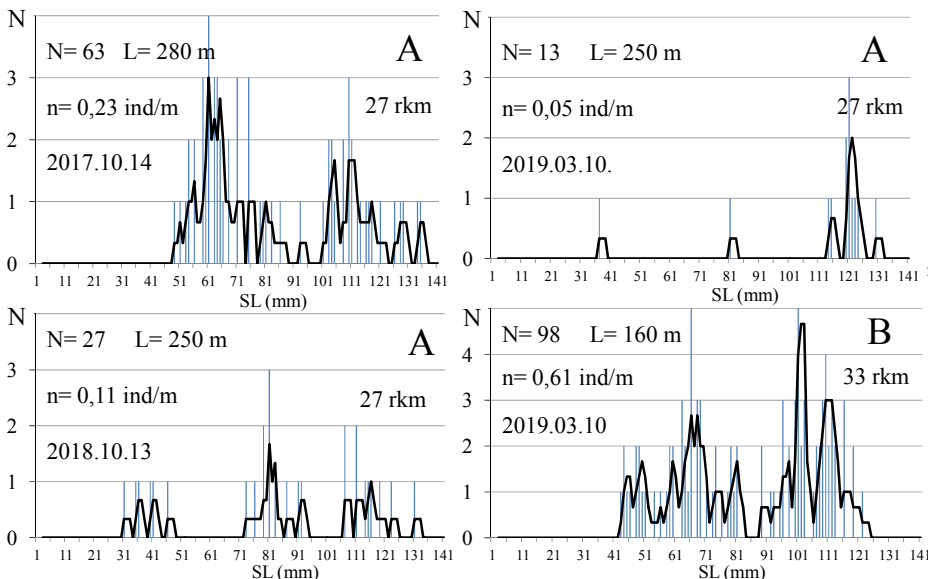 N
N= 63 L= 280 m
A
n= 0,23 ind/m
27 rkm
2017.10.14
4
3
2
1
0
1 11 21 31 41 51 61 71 81 91 101 111 121 131 141
SL (mm)
N
N= 13 L= 250 m
A
n= 0,05 ind/m
27 rkm
2019.03.10.
4
3
2
1
0
1 11 21 31 41 51 61 71 81 91 101 111 121 131 141
SL (mm)
N
N= 27 L= 250 m
A
n= 0,11 ind/m
27 rkm
2018.10.13
4
3
2
1
0
1 11 21 31 41 51 61 71 81 91 101 111 121 131 141
SL (mm)
N
N= 98 L= 160 m
B
n= 0,61 ind/m
33 rkm
2019.03.10
4
3
2
1
0
1 11 21 31 41 51 61 71 81 91 101 111 121 131 141
SL (mm)